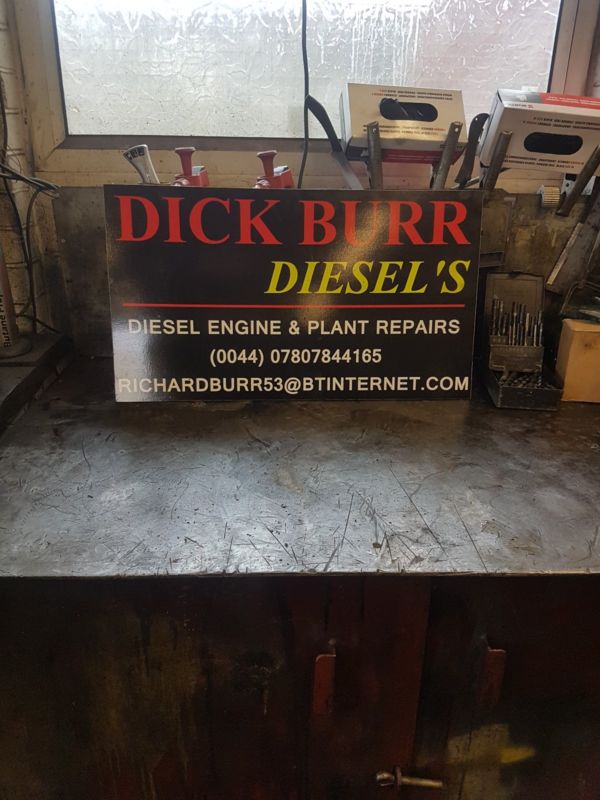 DICK BURR
DIESEL'S
DIESEL ENGINE & PLANT REPAIRS
(0044) 07807844165
RICHARDBURR53@BTINTERNET.COM